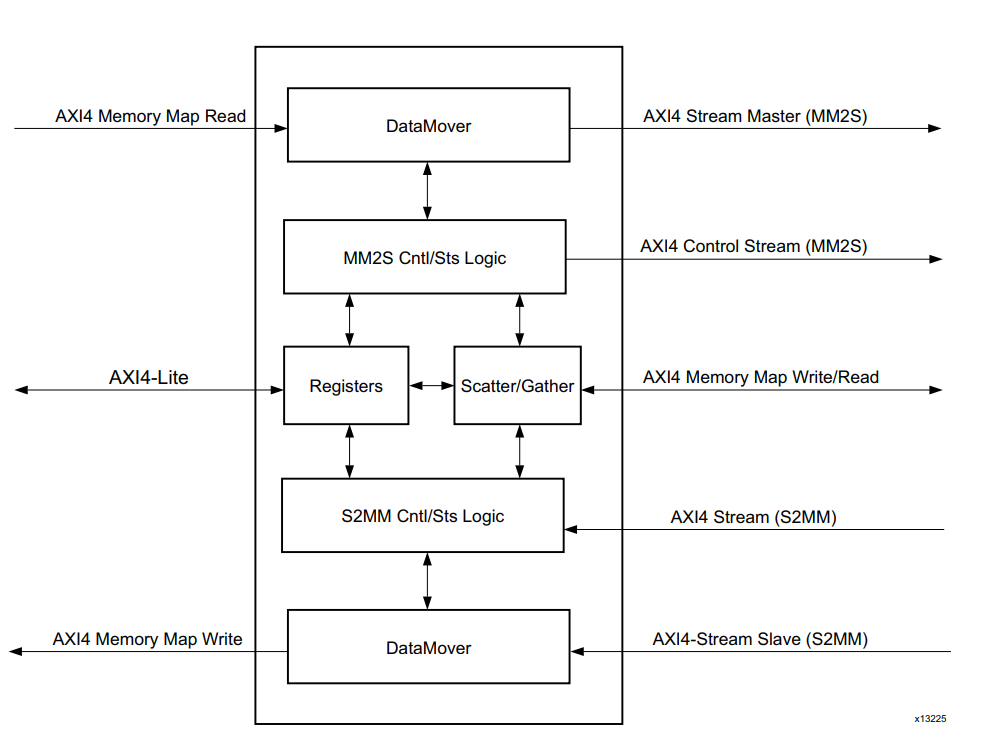 AXI4 Memory Map Read
DataMover
AXI4 Stream Master (MM2S)
MM2S Cntl/Sts Logic
AXI4 Control Stream (MM2S)
AXI4-Lite
Registers
Scatter/Gather
AXI4 Memory Map Write/Read
S2MM Cntl/Sts Logic
AXI4 Stream (S2MM)
AXI4 Memory Map Write
DataMover
AXI4-Stream Slave (S2MM)
x13225